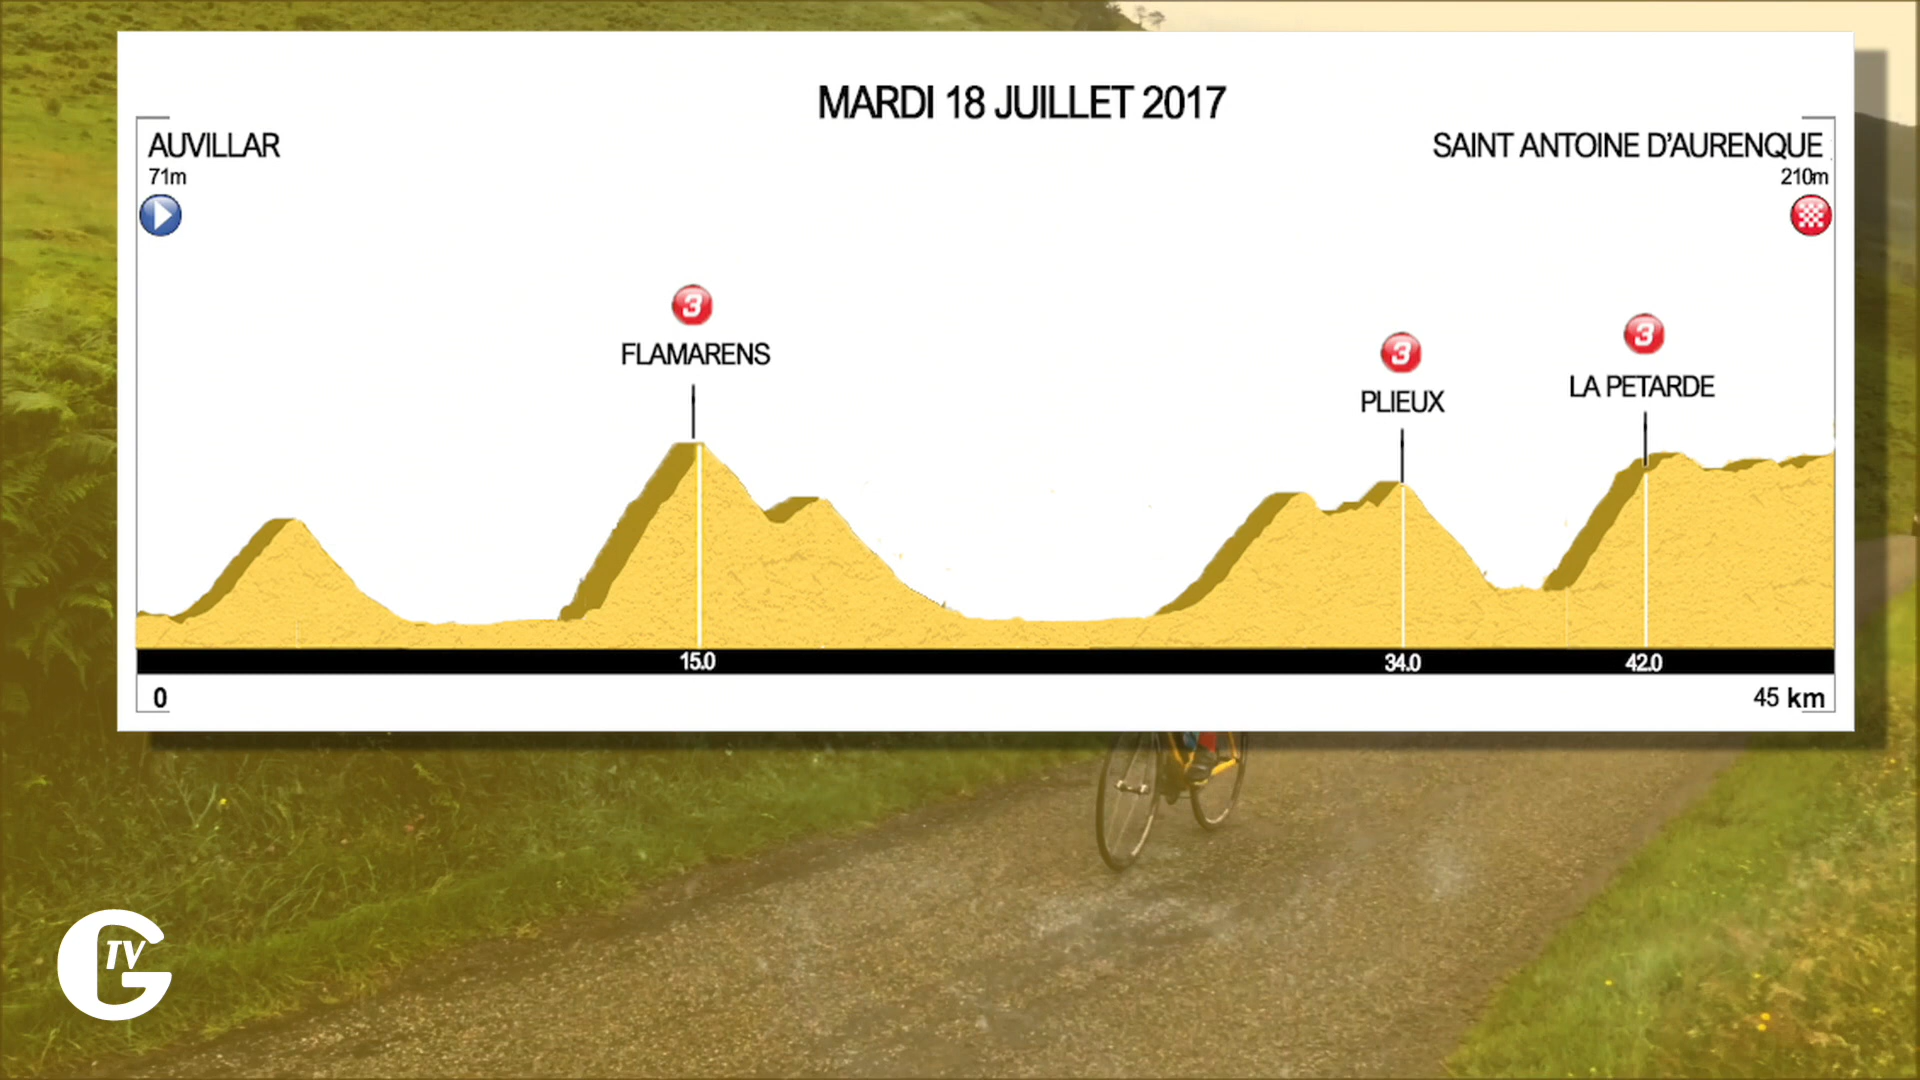 MARDI 18 JUILLET 2017
AUVILLAR
71m
SAINT ANTOINE D'AURENQUE
210m
3
FLAMARENS
3
PLIEUX
3
LA PETARDE
15.0
34.0
42.0
0
45 km
G TV